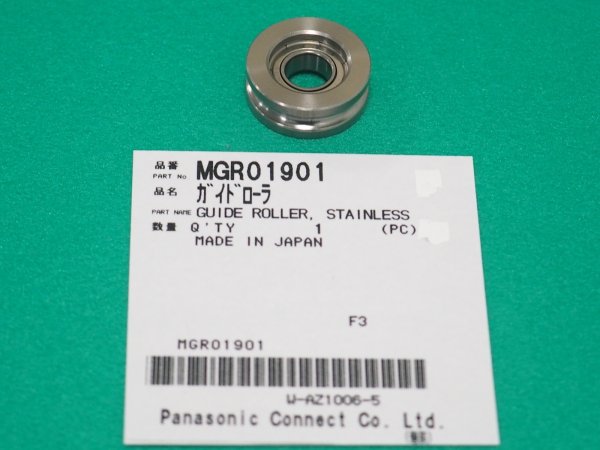 品番 PART No MGR01901
品名 ガイドローラ
PART NAME GUIDE ROLLER, STAINLESS
数量 Q'TY 1 (PC)
MADE IN JAPAN
F3
MGR01901
W-AZ1006-5
Panasonic Connect Co. Ltd.